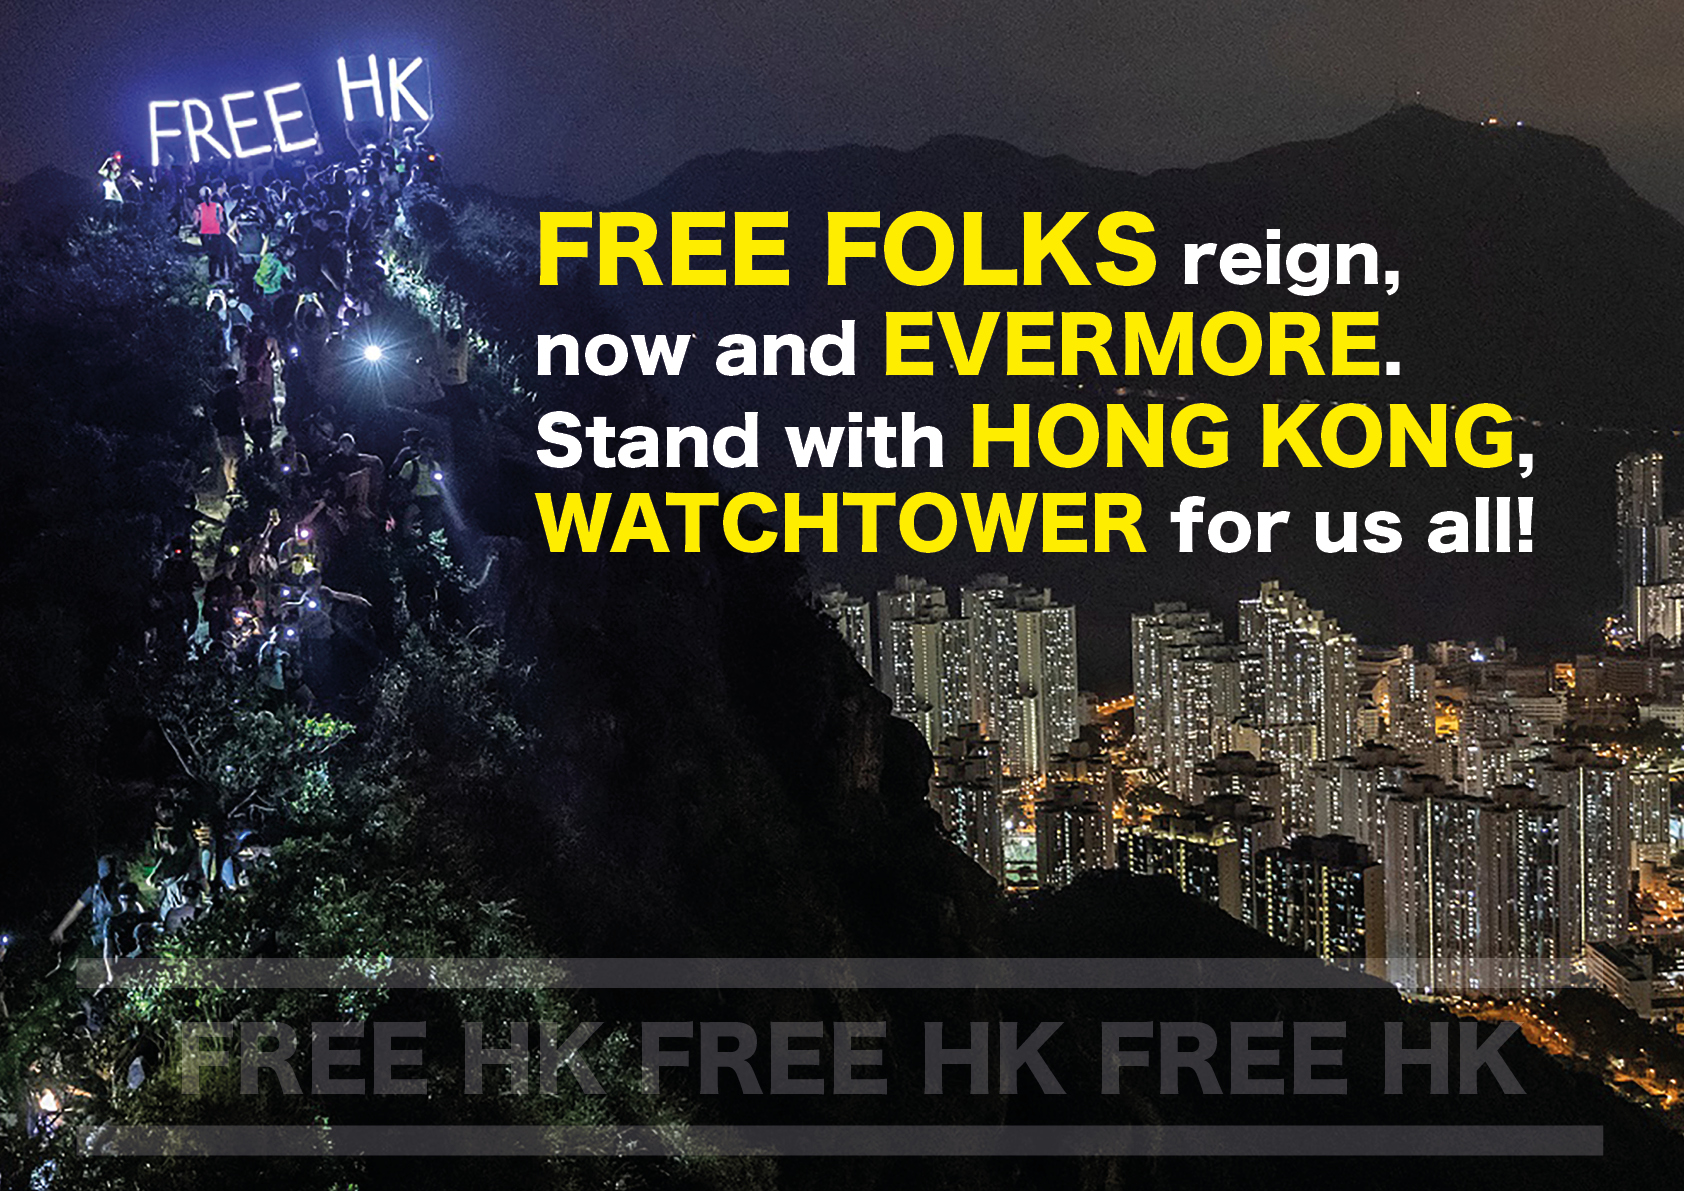 FREE HK
FREE FOLKS reign,
now and EVERMORE.
Stand with HONG KONG,
WATCHTOWER for us all!
FREE HK FREE HK FREE HK